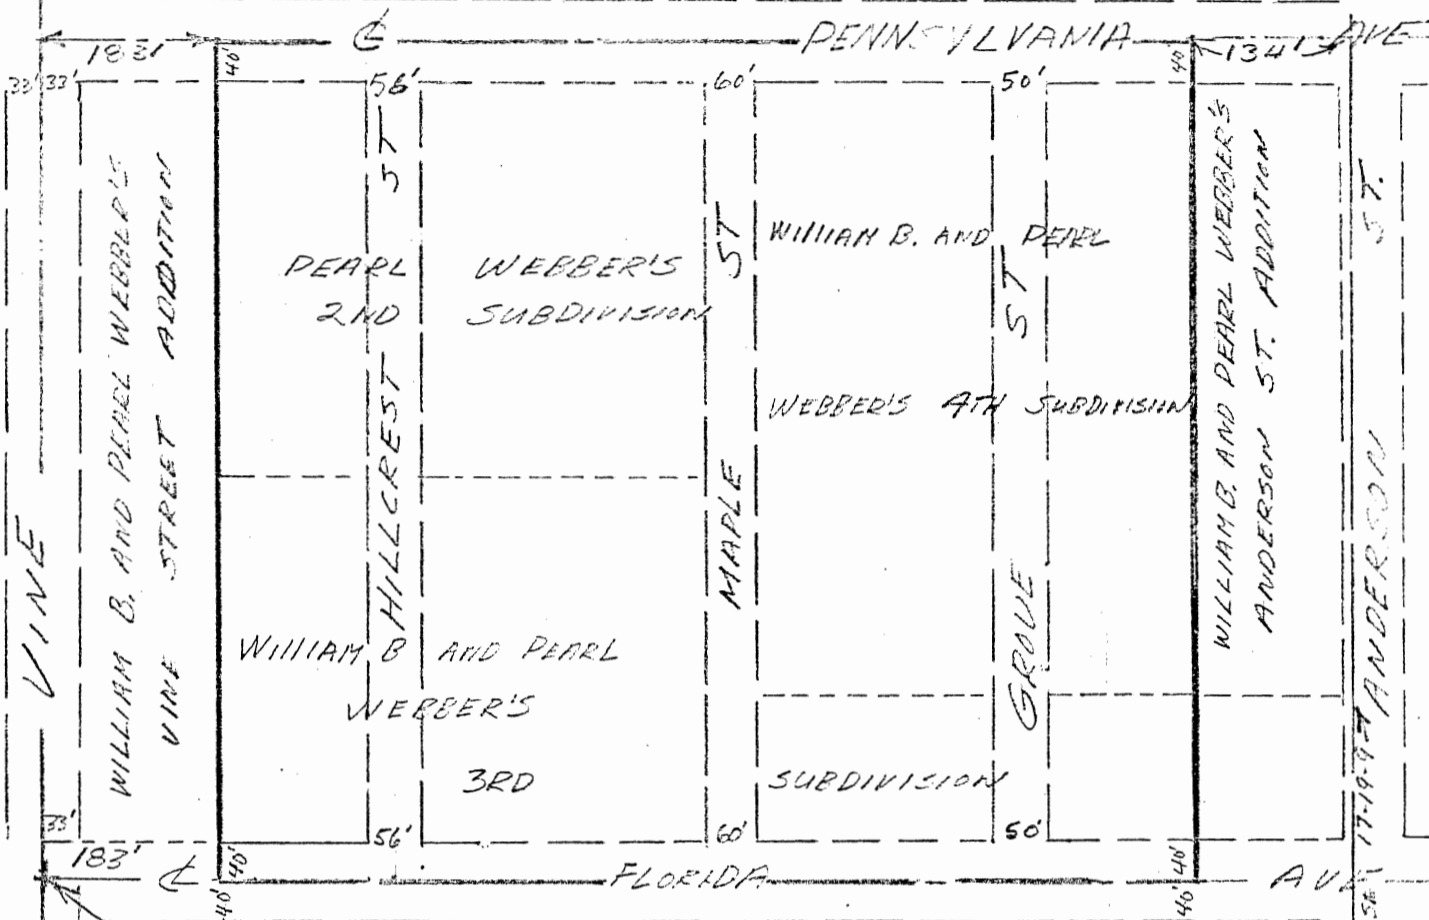 ℄ PENNSYLVANIA AVE
183'
40'
40'
134'
33' 33'
56'
60'
50'
WILLIAM B. AND PEARL WEBBER'S
VINE STREET ADDITION
PEARL WEBBER'S
2ND SUBDIVISION
WILLIAM B. AND PEARL
WEBBER'S 4TH SUBDIVISION
WILLIAM B. AND PEARL WEBBER'S
ANDERSON ST. ADDITION
VINE
HILLCREST ST
MAPLE ST
GROVE ST
ANDERSON ST.
WILLIAM B AND PEARL
WEBBER'S
3RD SUBDIVISION
33'
56'
60'
50'
183'
℄ FLORIDA AVE
40'
40'
40'
40'